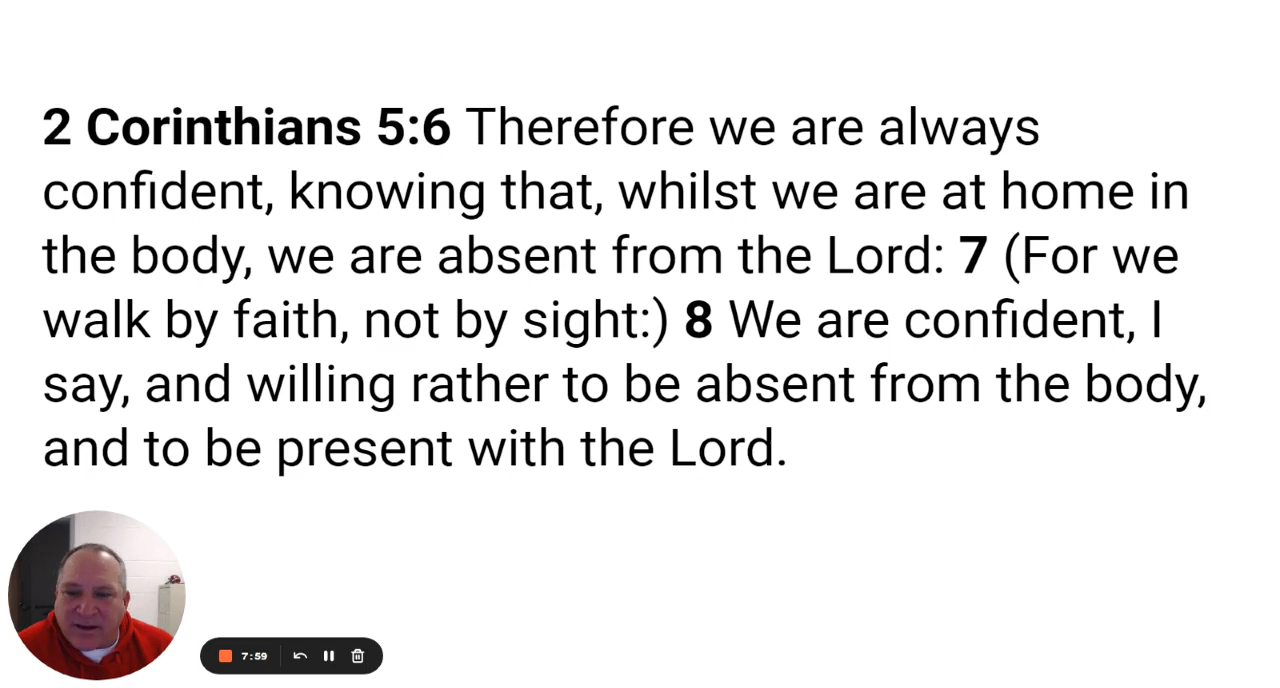 2 Corinthians 5:6 Therefore we are always
confident, knowing that, whilst we are at home in
the body, we are absent from the Lord: 7 (For we
walk by faith, not by sight:) 8 We are confident, I
say, and willing rather to be absent from the body,
and to be present with the Lord.
7:59